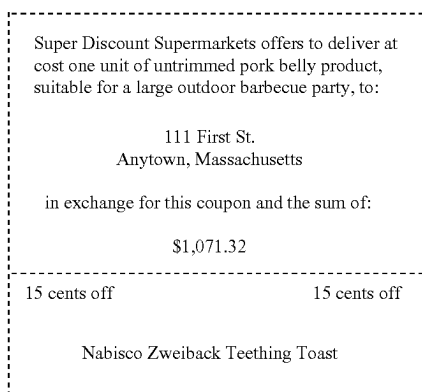 Super Discount Supermarkets offers to deliver at
cost one unit of untrimmed pork belly product,
suitable for a large outdoor barbecue party, to:
111 First St.
Anytown, Massachusetts
in exchange for this coupon and the sum of:
$1,071.32
15 cents off 15 cents off
Nabisco Zweiback Teething Toast